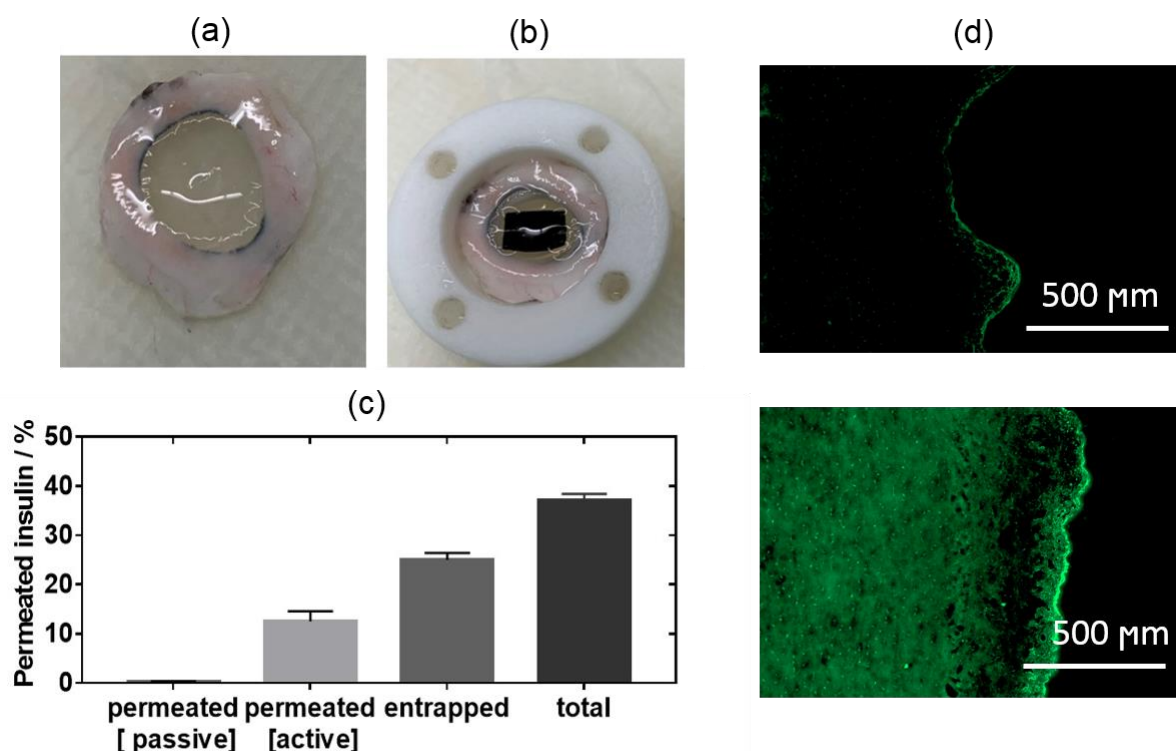 (a)
(b)
(d)
500 μm
(c)
Permeated insulin / %
50
40
30
20
10
0
permeated
[ passive]
permeated
[active]
entrapped
total
500 μm